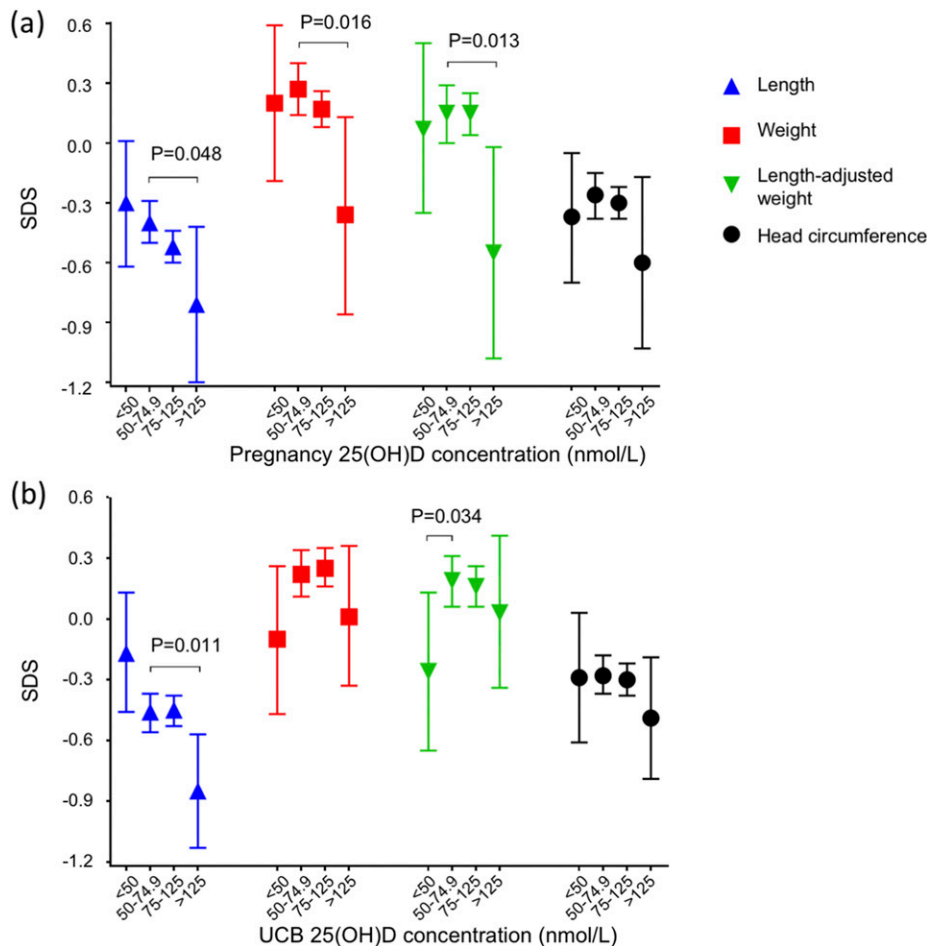 (a)
0.6
0.3
0.0
-0.3
-0.6
-0.9
-1.2
SDS
P=0.048
P=0.016
P=0.013
<50
50-74.9
75-125
>125
<50
50-74.9
75-125
>125
<50
50-74.9
75-125
>125
<50
50-74.9
75-125
>125
Pregnancy 25(OH)D concentration (nmol/L)
Length
Weight
Length-adjusted
weight
Head circumference
(b)
0.6
0.3
0.0
-0.3
-0.6
-0.9
-1.2
SDS
P=0.011
P=0.034
<50
50-74.9
75-125
>125
<50
50-74.9
75-125
>125
<50
50-74.9
75-125
>125
<50
50-74.9
75-125
>125
UCB 25(OH)D concentration (nmol/L)